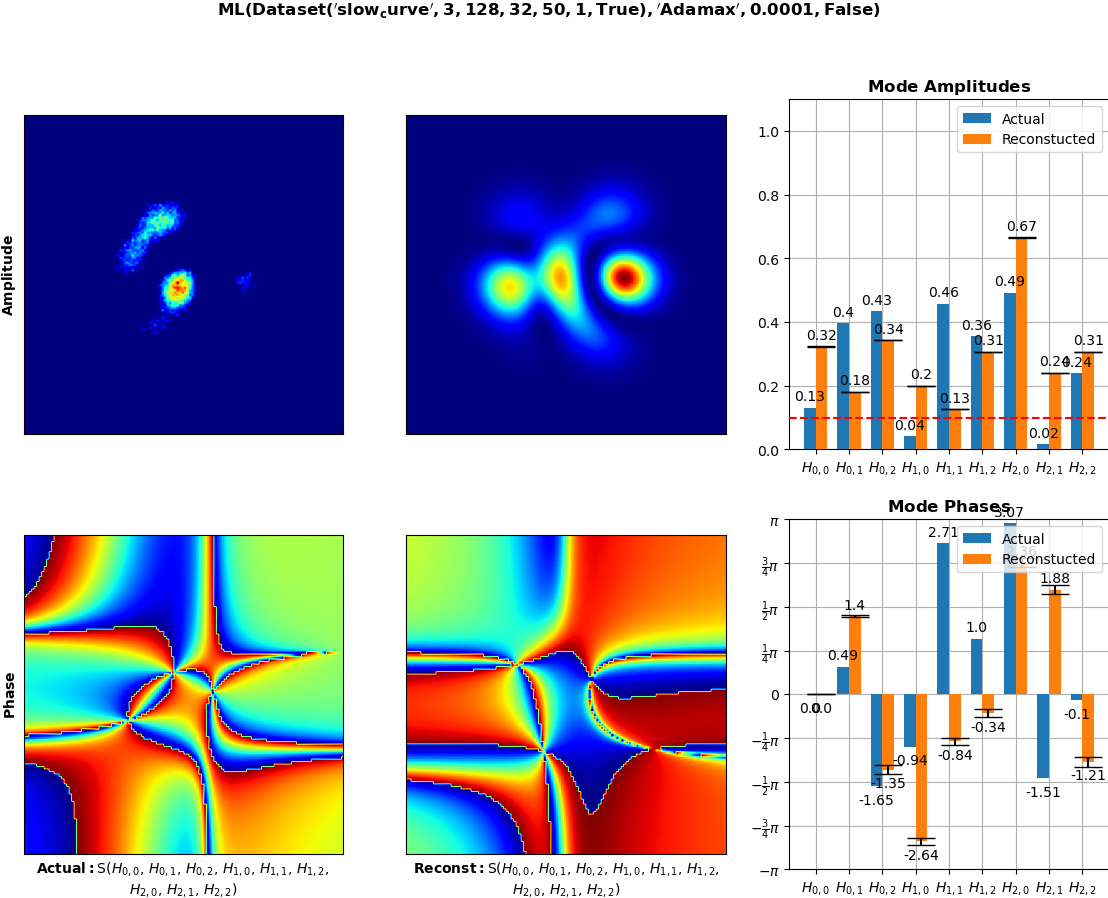 ML(Dataset(′slow_curve′, 3, 128, 32, 50, 1, True), ′Adamax′, 0.0001, False)
Mode Amplitudes
Amplitude
Actual
Reconstucted
1.0
0.8
0.6
0.4
0.2
0.0
0.13
0.32
0.4
0.18
0.43
0.34
0.04
0.2
0.46
0.13
0.36
0.31
0.49
0.67
0.02
0.24
0.24
0.31
H0,0 H0,1 H0,2 H1,0 H1,1 H1,2 H2,0 H2,1 H2,2
Mode Phases
Phase
Actual
Reconstucted
π
3/4π
1/2π
1/4π
0
−1/4π
−1/2π
−3/4π
−π
0.0
0.0
0.49
1.4
-1.65
-1.35
-0.94
-2.64
2.71
-0.84
1.0
-0.34
3.07
2.36
-1.51
1.88
-0.1
-1.21
H0,0 H0,1 H0,2 H1,0 H1,1 H1,2 H2,0 H2,1 H2,2
Actual: S(H0,0, H0,1, H0,2, H1,0, H1,1, H1,2,
H2,0, H2,1, H2,2)
Reconst: S(H0,0, H0,1, H0,2, H1,0, H1,1, H1,2,
H2,0, H2,1, H2,2)